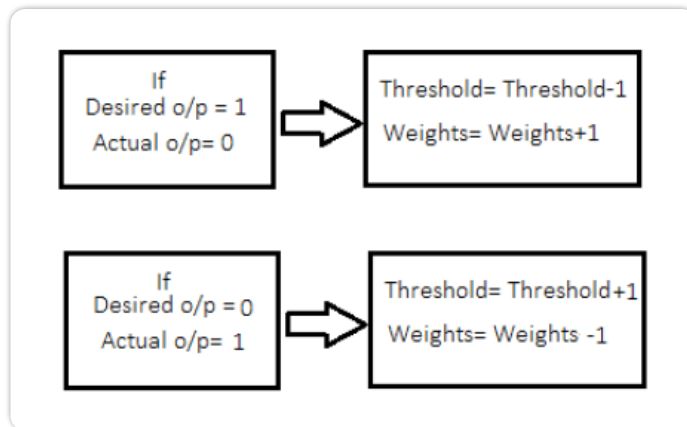 If
Desired o/p = 1
Actual o/p= 0
Threshold= Threshold-1
Weights= Weights+1
If
Desired o/p = 0
Actual o/p= 1
Threshold= Threshold+1
Weights= Weights -1